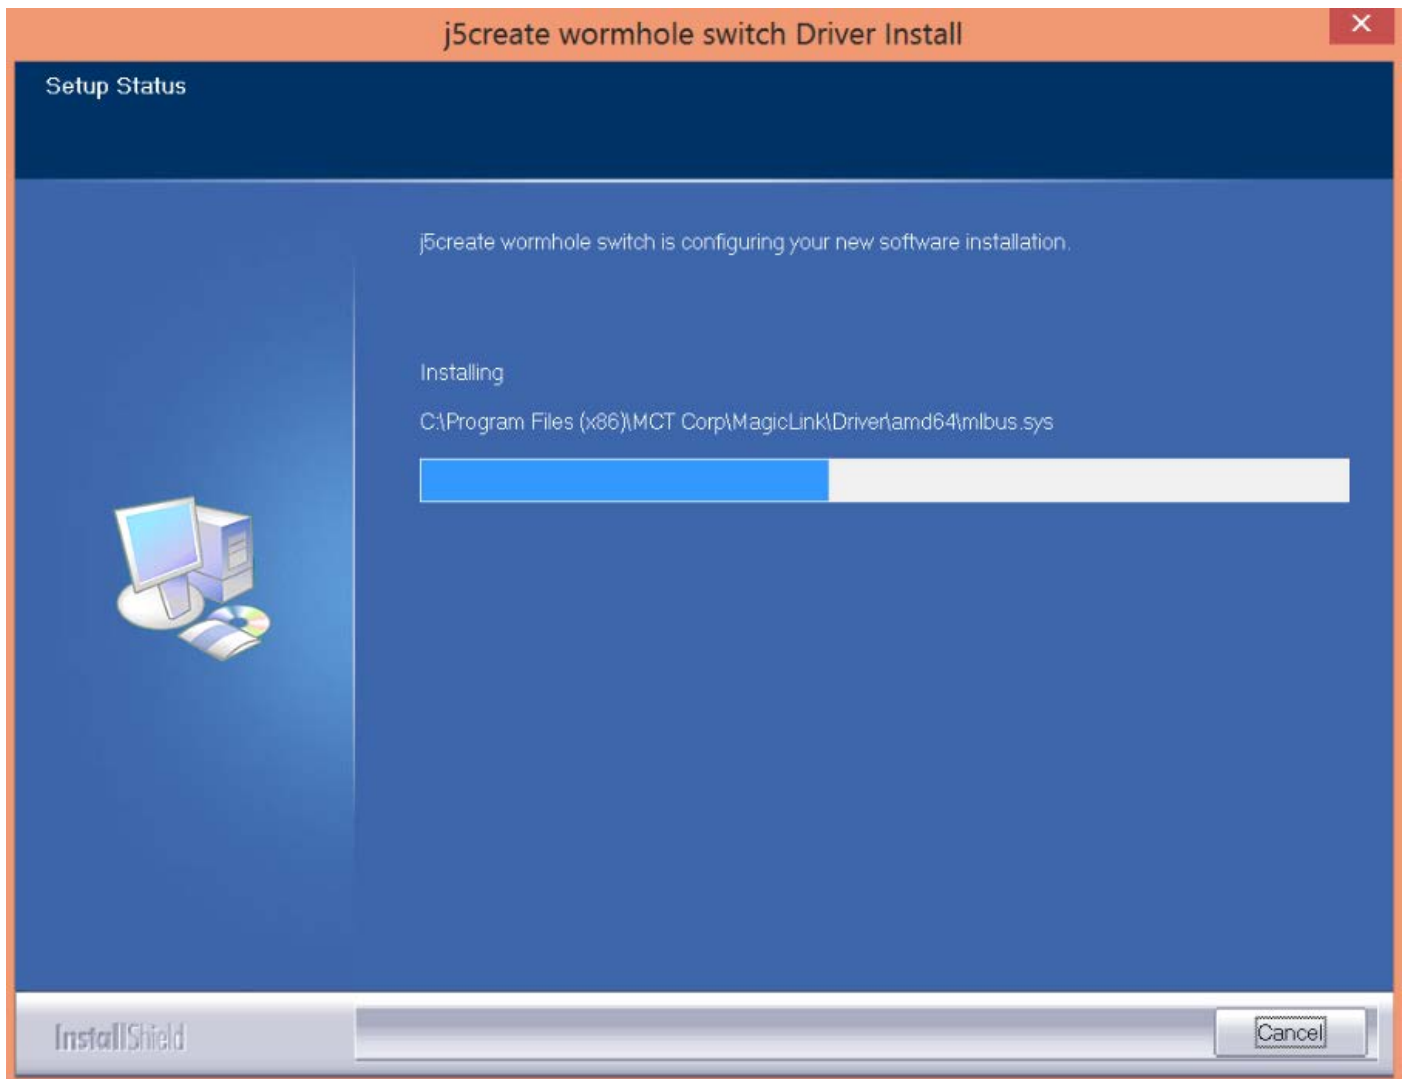 j5create wormhole switch Driver Install
Setup Status
j5create wormhole switch is configuring your new software installation.
Installing
C:\Program Files (x86)\MCT Corp\MagicLink\Driver\amd64\mlbus.sys
InstallShield
Cancel